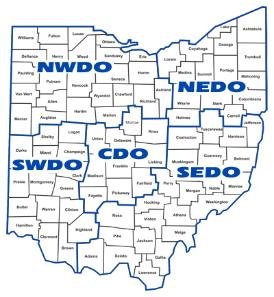 Williams
Fulton
Lucas
Ottawa
Lake
Ashtabula
Geauga
Cuyahoga
Trumbull
Defiance
Henry
Wood
Sandusky
Erie
Lorain
NWDO
Paulding
Putnam
Hancock
Seneca
Huron
Medina
Summit
Portage
Mahoning
NEDO
Van Wert
Allen
Wyandot
Crawford
Richland
Ashland
Wayne
Stark
Columbiana
Hardin
Marion
Carroll
Mercer
Auglaize
Morrow
Holmes
Tuscarawas
Jefferson
Shelby
Logan
Union
Delaware
Knox
Coshocton
Harrison
Darke
Miami
Champaign
CDO
Licking
Muskingum
Guernsey
Belmont
SWDO
Clark
Madison
Franklin
SEDO
Preble
Montgomery
Greene
Fairfield
Perry
Morgan
Noble
Monroe
Fayette
Pickaway
Hocking
Washington
Butler
Warren
Clinton
Ross
Vinton
Athens
Hamilton
Clermont
Highland
Pike
Jackson
Meigs
Brown
Adams
Scioto
Gallia
Lawrence